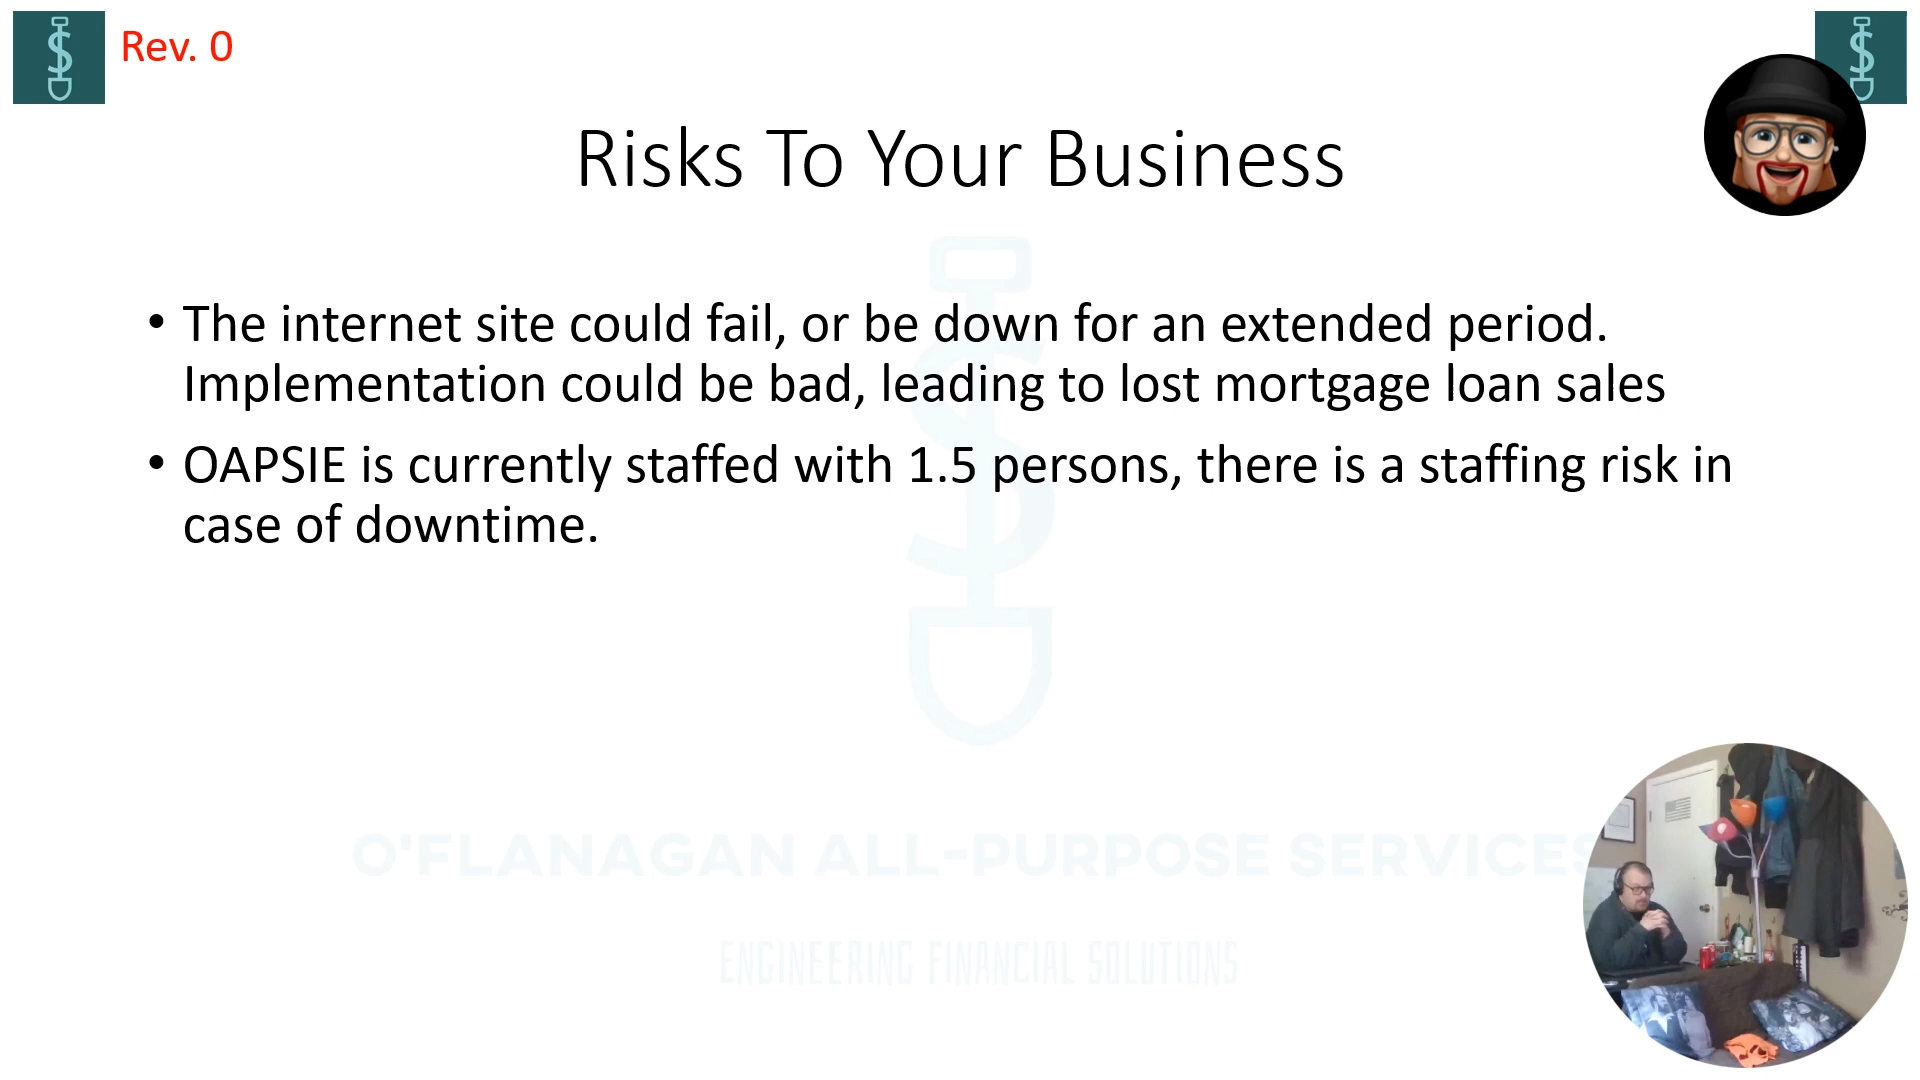 Rev. 0
Risks To Your Business
• The internet site could fail, or be down for an extended period.
Implementation could be bad, leading to lost mortgage loan sales
• OAPSIE is currently staffed with 1.5 persons, there is a staffing risk in
case of downtime.
O'FLANAGAN ALL-PURPOSE SERVICES
ENGINEERING FINANCIAL SOLUTIONS